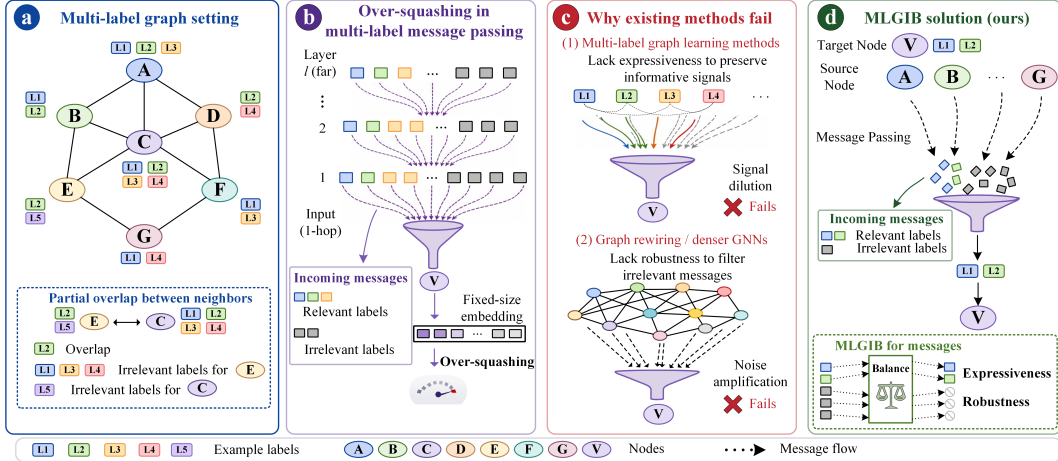 a Multi-label graph setting
L1 L2 L3
A
L1 L2
B
D
L2 L4
C
L1 L2
L3 L4
L2 L5
E
F
L1 L3
G
L1 L4
Partial overlap between neighbors
L2 L5
E
C
L1 L2
L3 L4
L2 Overlap
L1 L3 L4 Irrelevant labels for E
L5 Irrelevant labels for C
b Over-squashing in
multi-label message passing
Layer
l (far)
...
⋮
2
...
1
...
Input
(1-hop)
V
Incoming messages
Relevant labels
Irrelevant labels
Fixed-size
embedding
...
Over-squashing
c Why existing methods fail
(1) Multi-label graph learning methods
Lack expressiveness to preserve
informative signals
L1 L2 L3 L4 ...
Signal
dilution
Fails
V
(2) Graph rewiring / denser GNNs
Lack robustness to filter
irrelevant messages
Noise
amplification
Fails
V
d MLGIB solution (ours)
Target Node V L1 L2
Source
Node
A B ... G
Message Passing
Incoming messages
Relevant labels
Irrelevant labels
L1 L2
V
MLGIB for messages
Balance
Expressiveness
Robustness
L1 L2 L3 L4 L5 Example labels A B C D E F G V Nodes Message flow